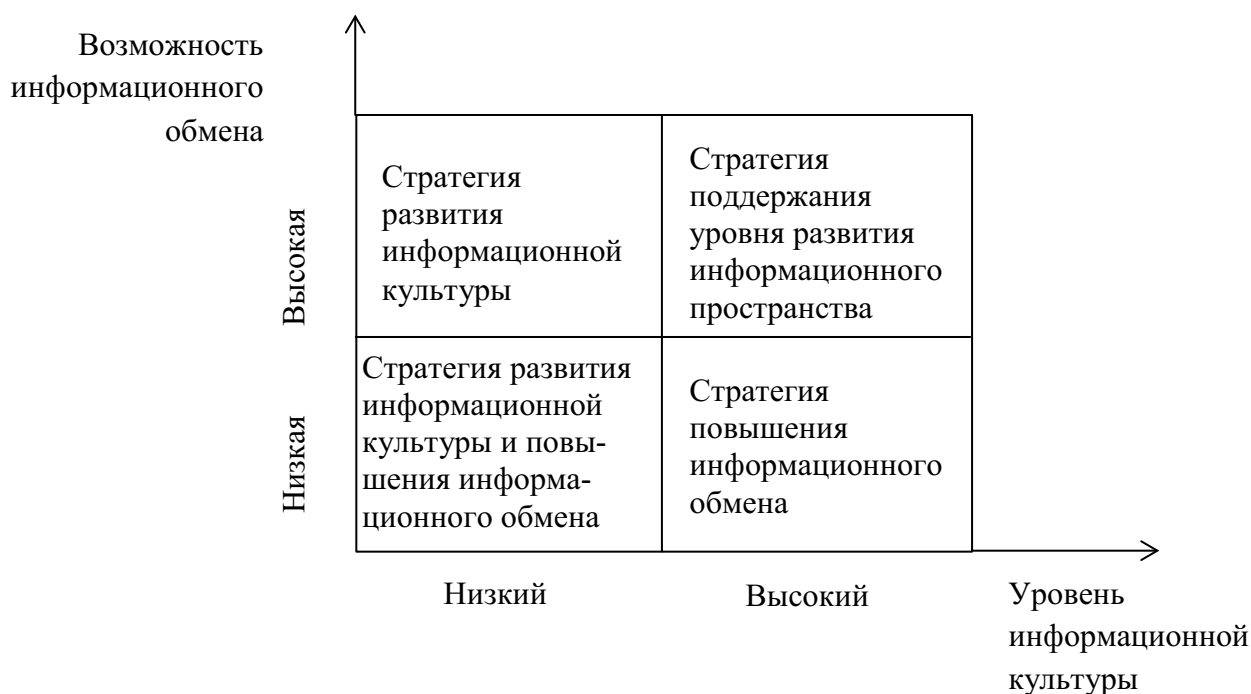 Возможность
информационного
обмена
Высокая
Стратегия
развития
информационной
культуры
Стратегия
поддержания
уровня развития
информационного
пространства
Низкая
Стратегия развития
информационной
культуры и повы-
шения информа-
ционного обмена
Стратегия
повышения
информационного
обмена
Низкий
Высокий
Уровень
информационной
культуры